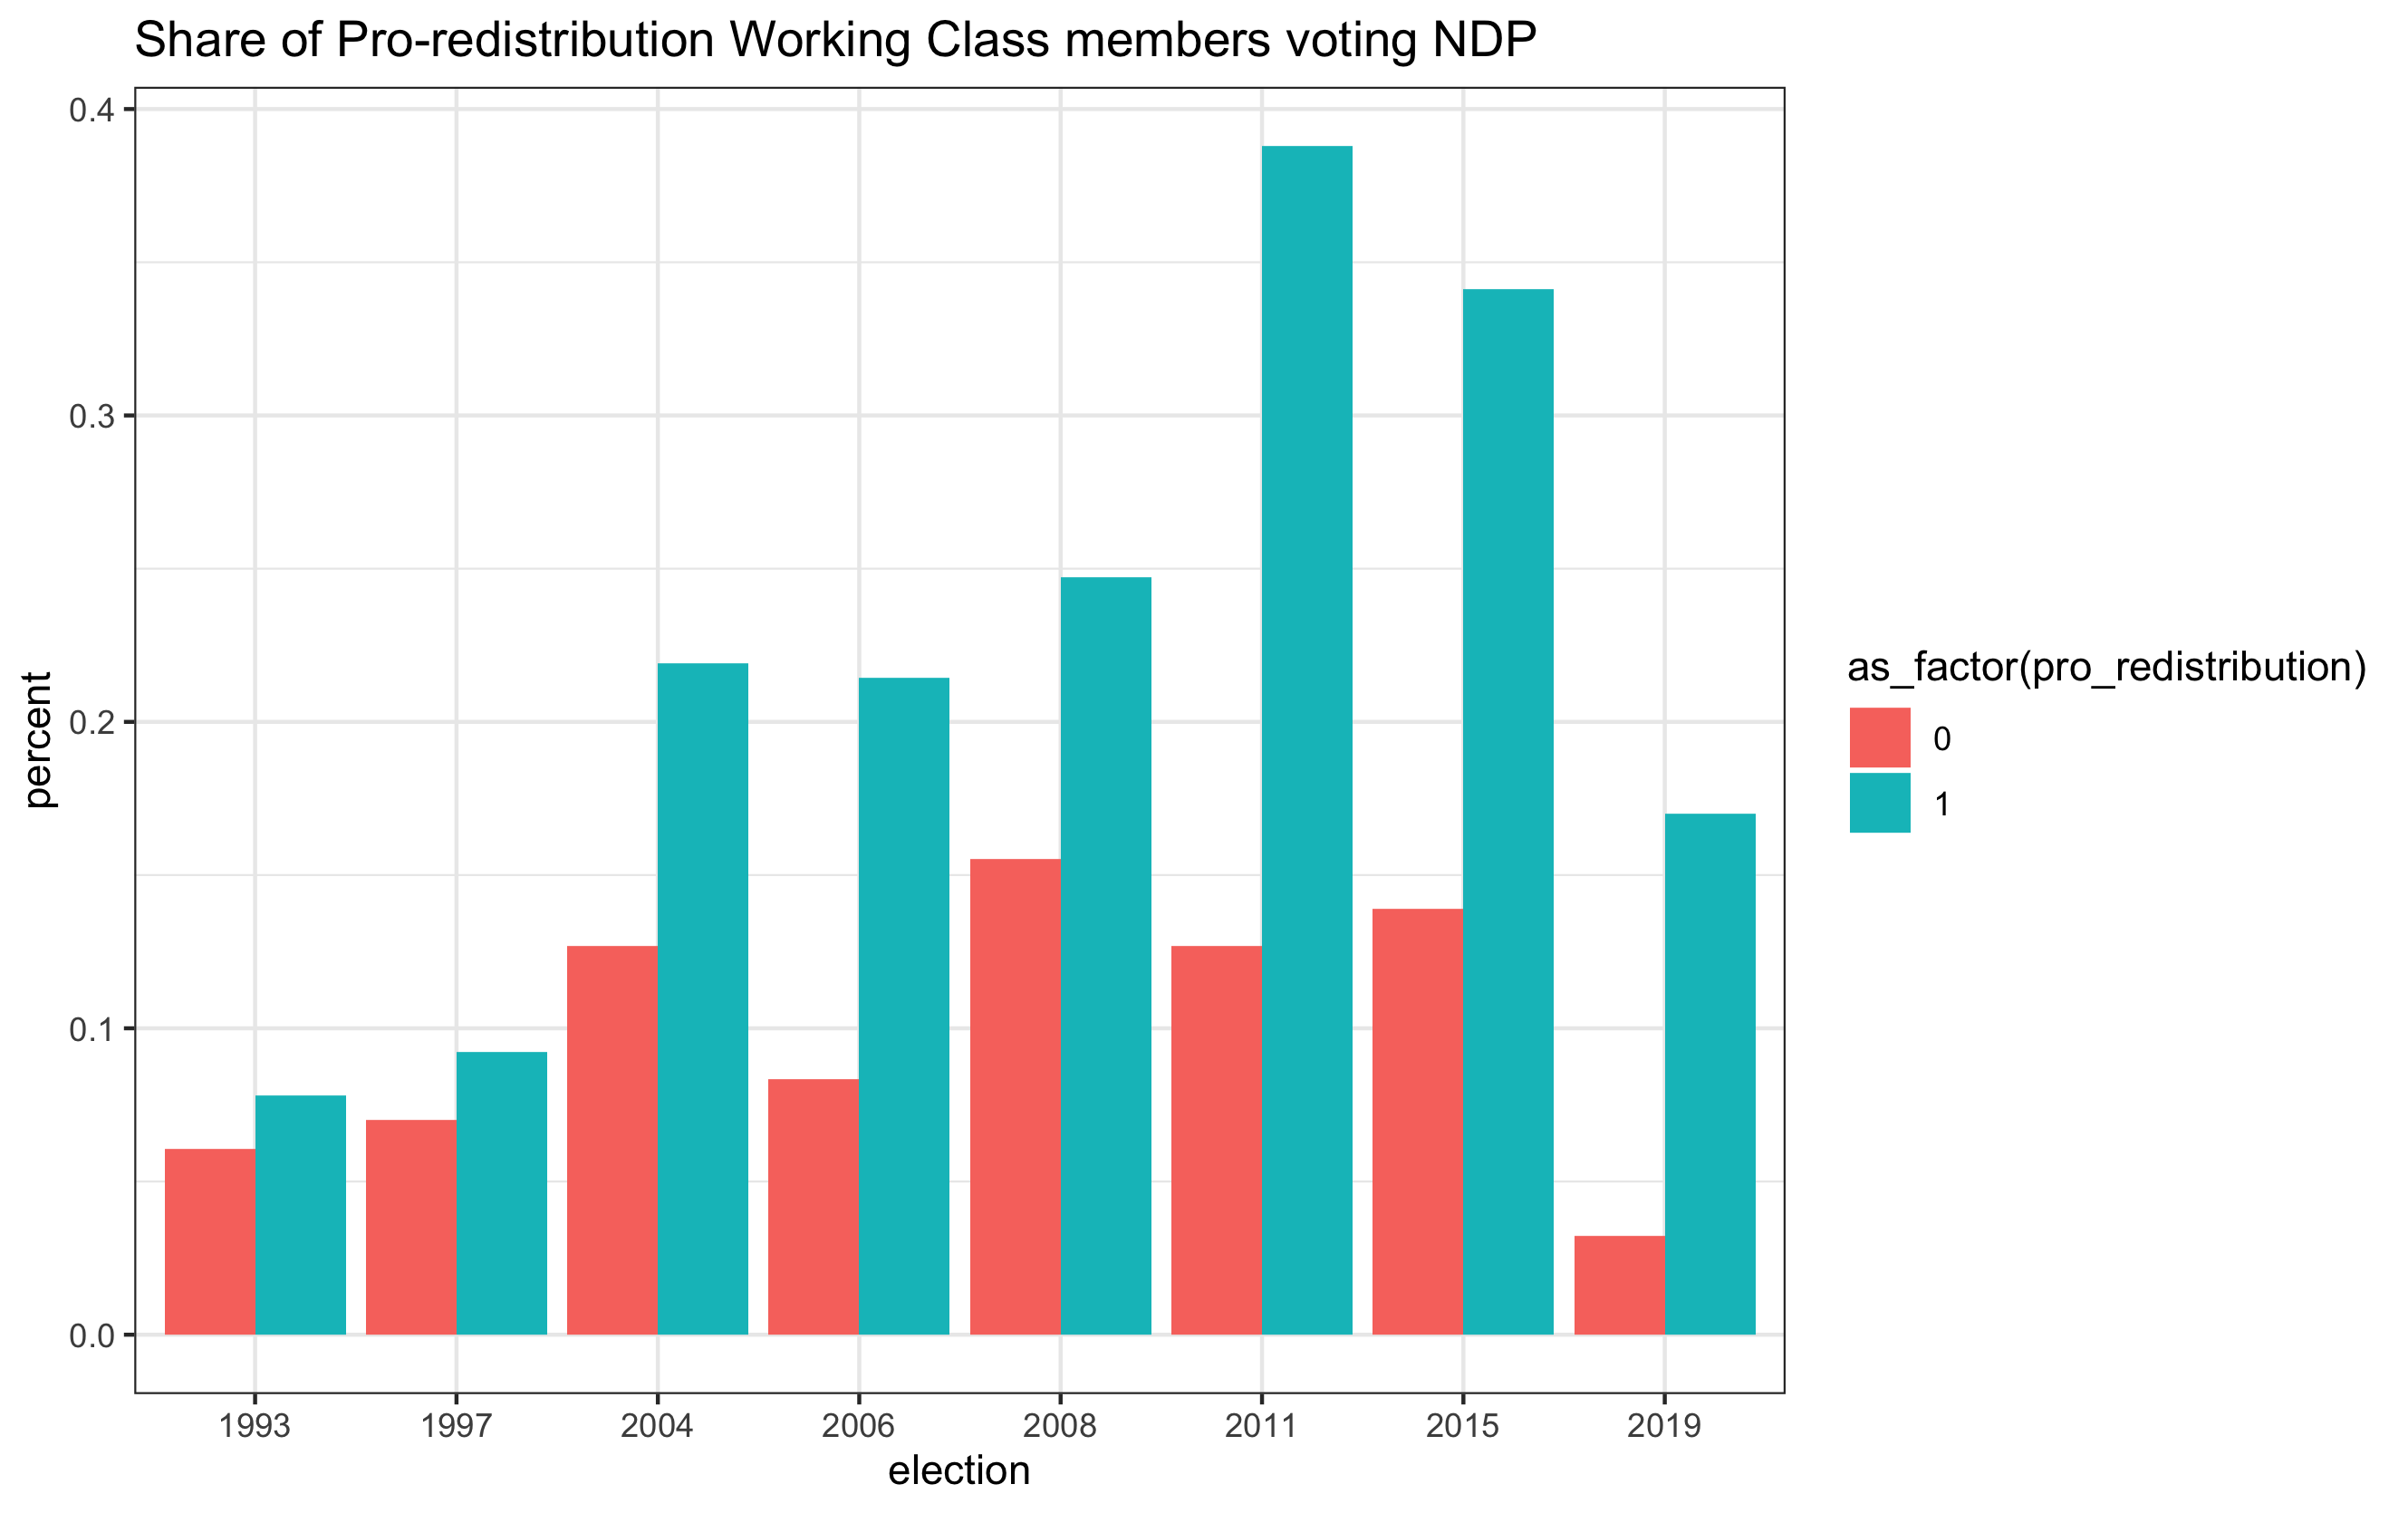 Share of Pro-redistribution Working Class members voting NDP
0.4
0.3
0.2
0.1
0.0
percent
1993 1997 2004 2006 2008 2011 2015 2019
election
as_factor(pro_redistribution)
0
1